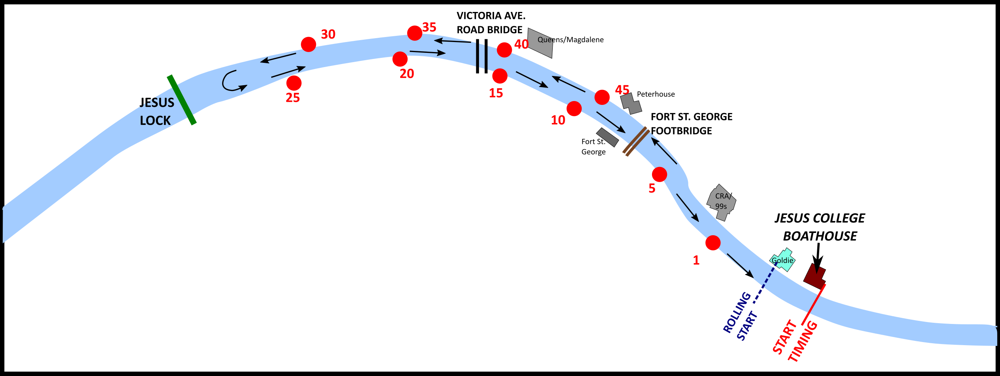 VICTORIA AVE.
ROAD BRIDGE
35
30
40
Queens/Magdalene
20
15
25
45
Peterhouse
10
JESUS
LOCK
FORT ST. GEORGE
FOOTBRIDGE
Fort St.
George
5
CRA/
99s
1
JESUS COLLEGE
BOATHOUSE
Goldie
ROLLING
START
START
TIMING